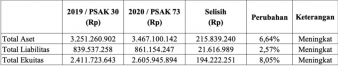 2019 / PSAK 30 (Rp) 2020 / PSAK 73 (Rp) Selisih (Rp) Perubahan Keterangan
Total Aset 3.251.260.902 3.467.100.142 215.839.240 6,64% Meningkat
Total Liabilitas 839.537.258 861.154.247 21.616.989 2,57% Meningkat
Total Ekuitas 2.411.723.643 2.605.945.894 194.222.251 8,05% Meningkat